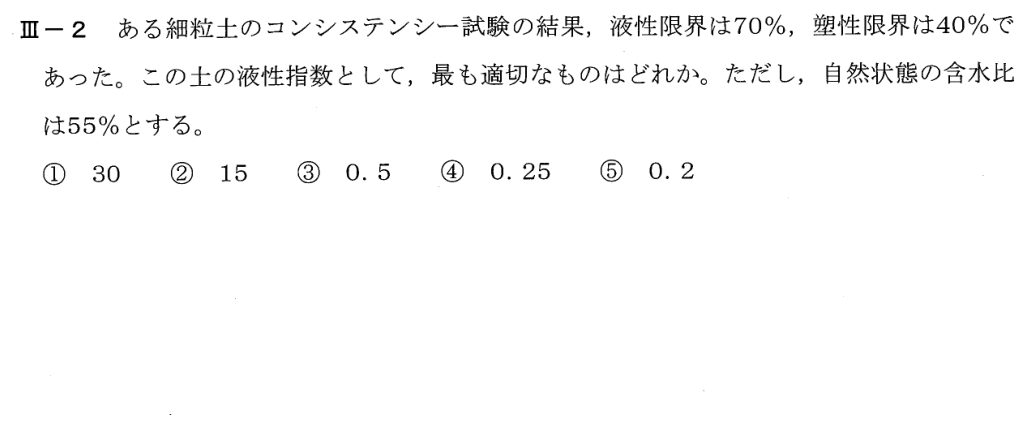 Ⅲ－2　ある細粒土のコンシステンシー試験の結果，液性限界は70％，塑性限界は40％で
あった。この土の液性指数として，最も適切なものはどれか。ただし，自然状態の含水比
は55％とする。
①　30　　②　15　　③　0.5　　④　0.25　　⑤　0.2